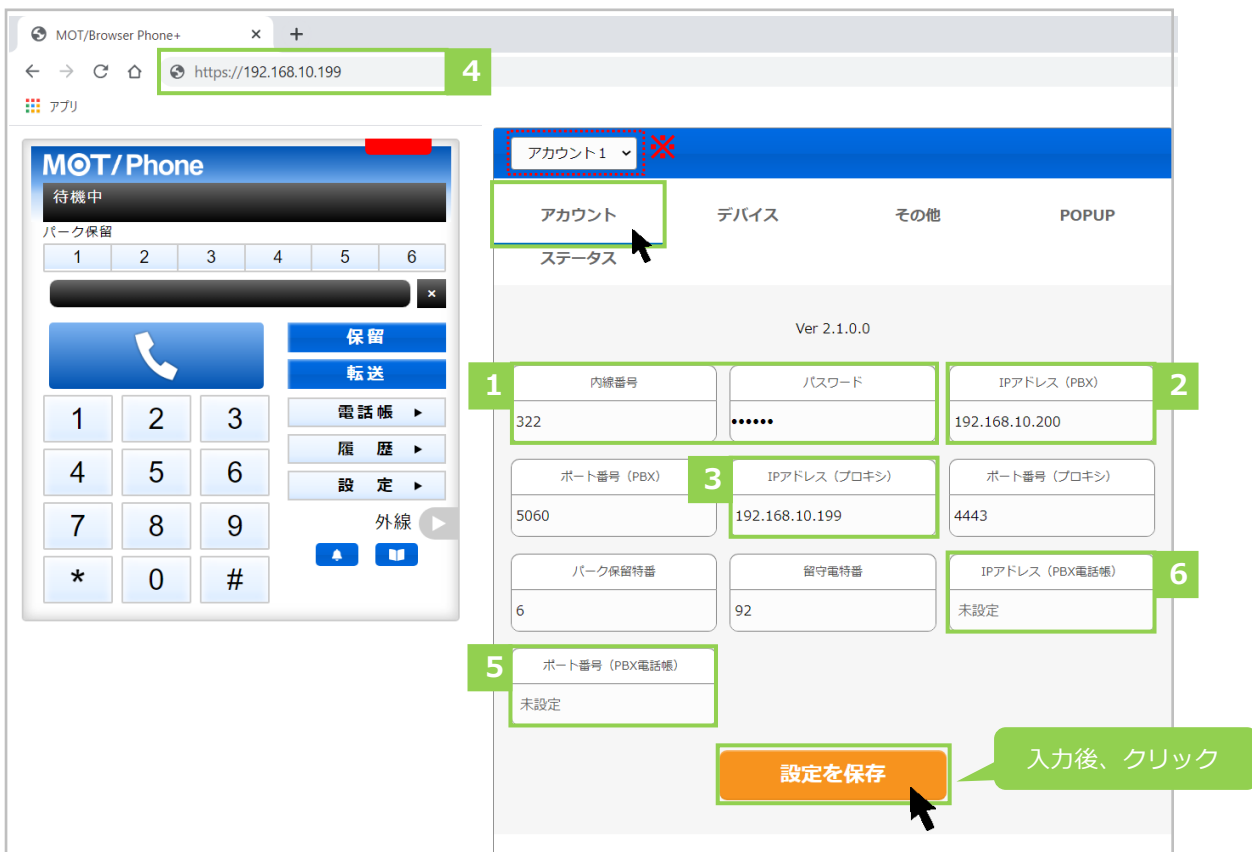 MOT/Browser Phone+ × +
https://192.168.10.199 4
アプリ
MOT/Phone
待機中
パーク保留
1 2 3 4 5 6
×
保留
転送
電話帳 ▶
履 歴 ▶
設 定 ▶
外線
1 2 3
4 5 6
7 8 9
* 0 #
アカウント1 ※
アカウント デバイス その他 POPUP
ステータス
Ver 2.1.0.0
1 内線番号 パスワード IPアドレス(PBX) 2
322 •••••• 192.168.10.200
ポート番号(PBX) 3 IPアドレス(プロキシ) ポート番号(プロキシ)
5060 192.168.10.199 4443
パーク保留特番 留守電特番 IPアドレス(PBX電話帳) 6
6 92 未設定
5 ポート番号(PBX電話帳)
未設定
設定を保存
入力後、クリック